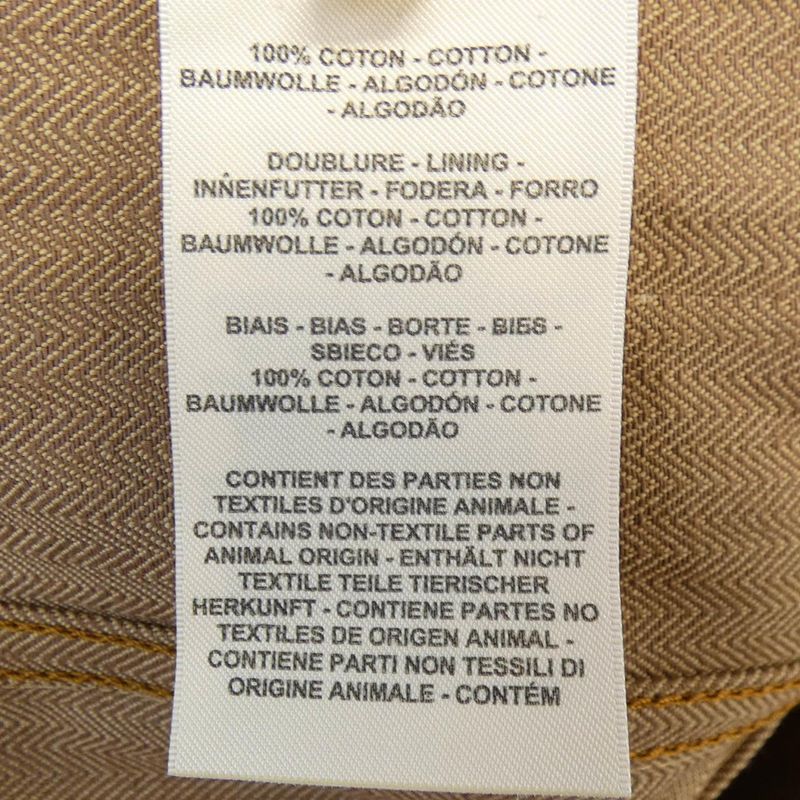 100% COTON - COTTON -
BAUMWOLLE - ALGODÓN - COTONE
- ALGODÃO
DOUBLURE - LINING -
INÑENFUTTER - FODERA - FORRO
100% COTON - COTTON -
BAUMWOLLE - ALGODÓN - COTONE
- ALGODÃO
BIAIS - BIAS - BORTE - BIES -
SBIECO - VIÉS
100% COTON - COTTON -
BAUMWOLLE - ALGODÓN - COTONE
- ALGODÃO
CONTIENT DES PARTIES NON
TEXTILES D'ORIGINE ANIMALE -
CONTAINS NON-TEXTILE PARTS OF
ANIMAL ORIGIN - ENTHÄLT NICHT
TEXTILE TEILE TIERISCHER
HERKUNFT - CONTIENE PARTES NO
TEXTILES DE ORIGEN ANIMAL -
CONTIENE PARTI NON TESSILI DI
ORIGINE ANIMALE - CONTÉM